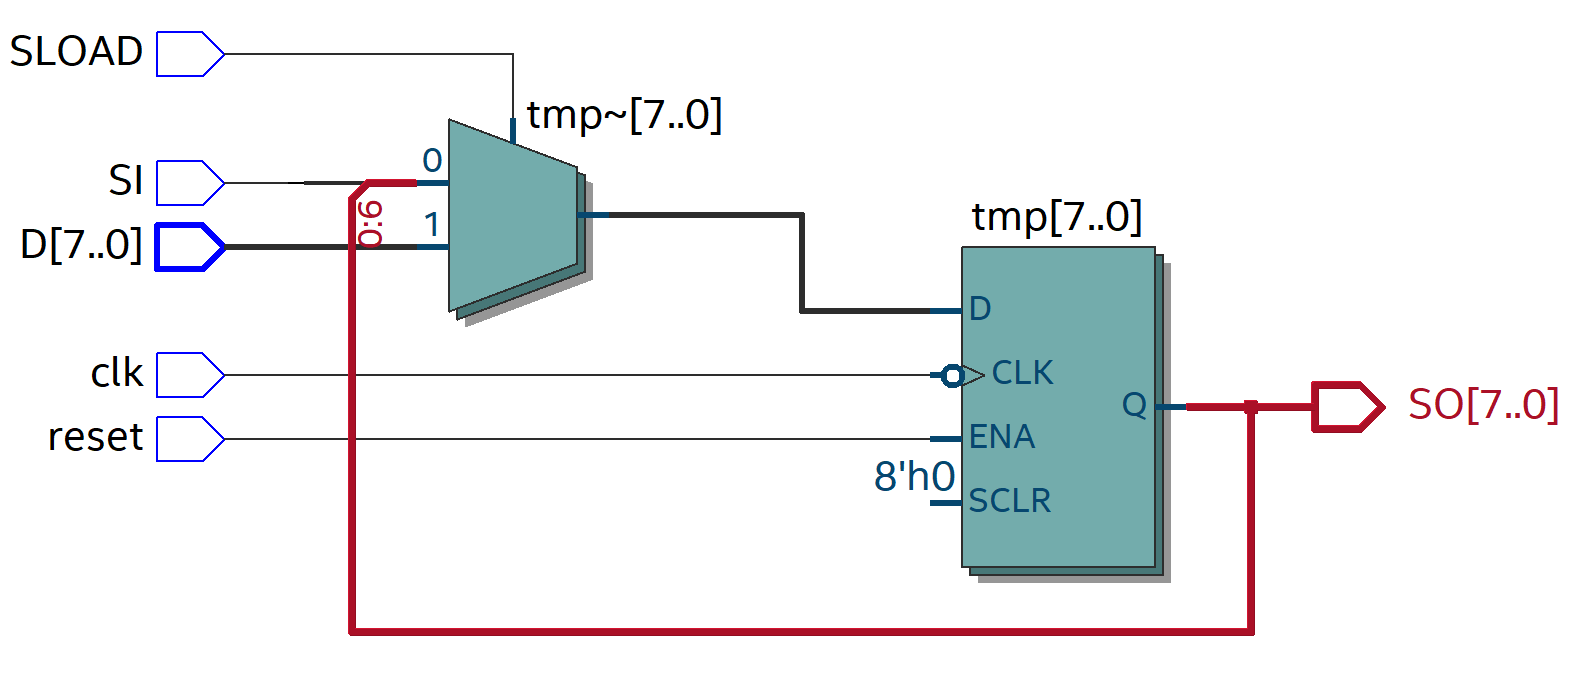 SLOAD
tmp~[7..0]
SI
0
D[7..0]
1
0:6
tmp[7..0]
D
clk
CLK
Q
SO[7..0]
reset
ENA
8'h0
SCLR